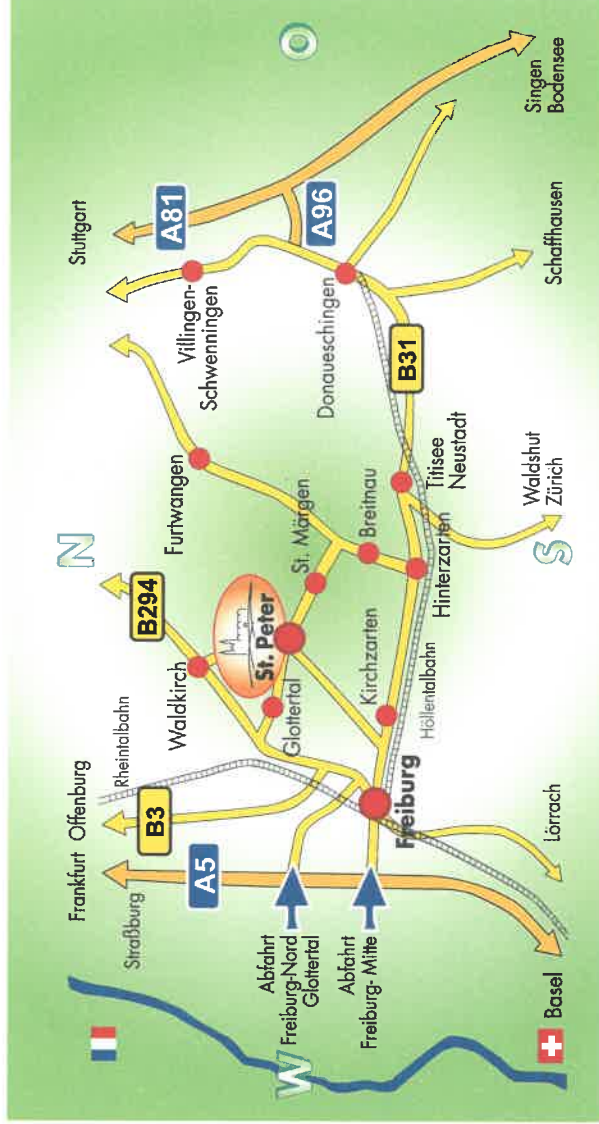 N
O
S
W
Frankfurt Offenburg
Straßburg
Rheintalbahn
Stuttgart
B3
A5
B294
A81
A96
B31
Waldkirch
Furtwangen
Villingen-
Schwenningen
St. Peter
Glottertal
St. Märgen
Breitnau
Donaueschingen
Kirchzarten
Höllentalbahn
Hinterzarten
Titisee
Neustadt
Freiburg
Abfahrt
Freiburg-Nord
Glottertal
Abfahrt
Freiburg-Mitte
Basel
Lörrach
Waldshut
Zürich
Schaffhausen
Singen
Bodensee